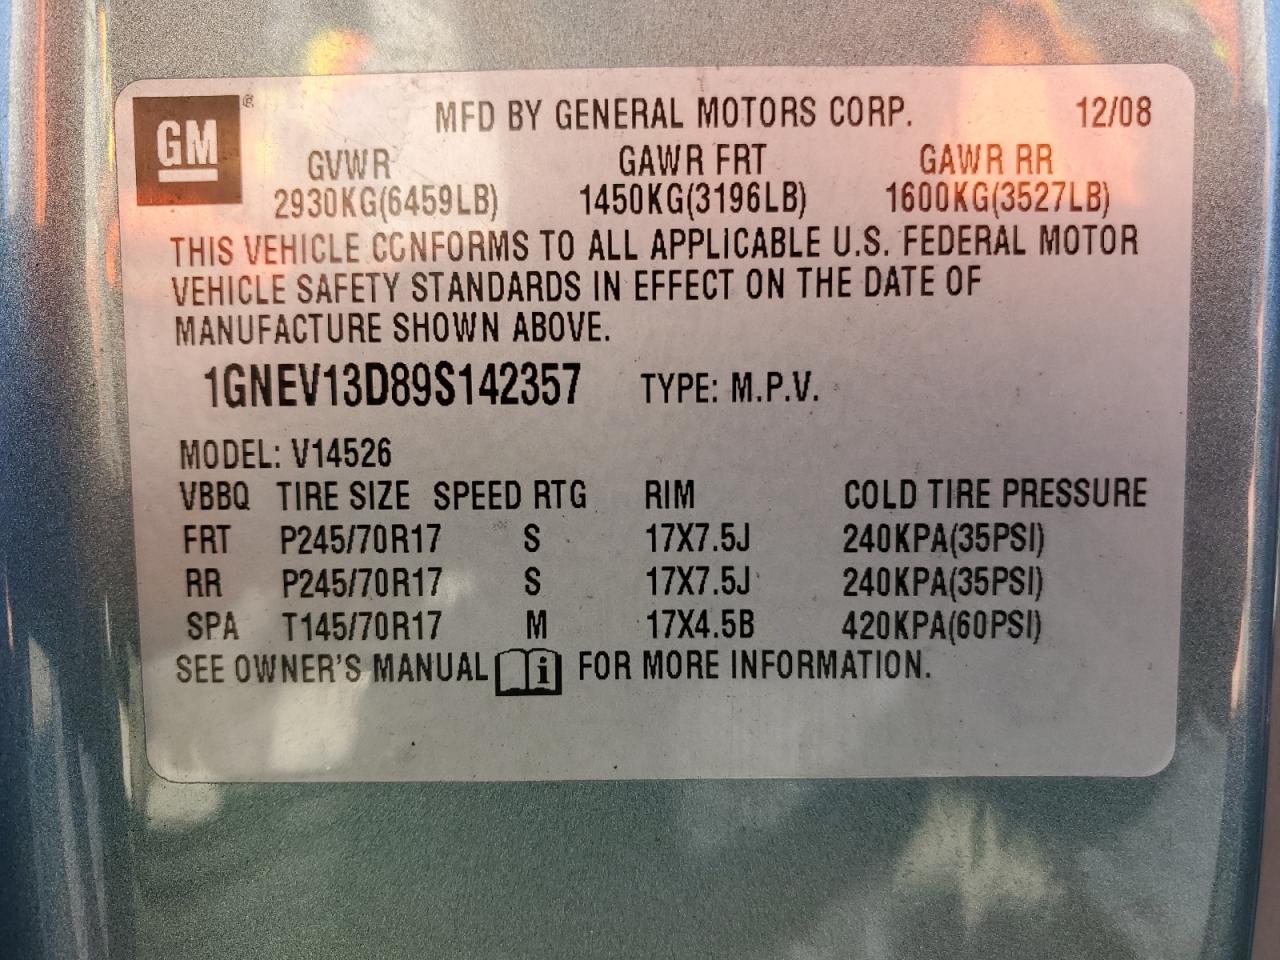 GM ®
MFD BY GENERAL MOTORS CORP. 12/08
GVWR GAWR FRT GAWR RR
2930KG(6459LB) 1450KG(3196LB) 1600KG(3527LB)
THIS VEHICLE CONFORMS TO ALL APPLICABLE U.S. FEDERAL MOTOR
VEHICLE SAFETY STANDARDS IN EFFECT ON THE DATE OF
MANUFACTURE SHOWN ABOVE.
1GNEV13D89S142357 TYPE: M.P.V.
MODEL: V14526
VBBQ TIRE SIZE SPEED RTG RIM COLD TIRE PRESSURE
FRT P245/70R17 S 17X7.5J 240KPA(35PSI)
RR P245/70R17 S 17X7.5J 240KPA(35PSI)
SPA T145/70R17 M 17X4.5B 420KPA(60PSI)
SEE OWNER'S MANUAL i FOR MORE INFORMATION.